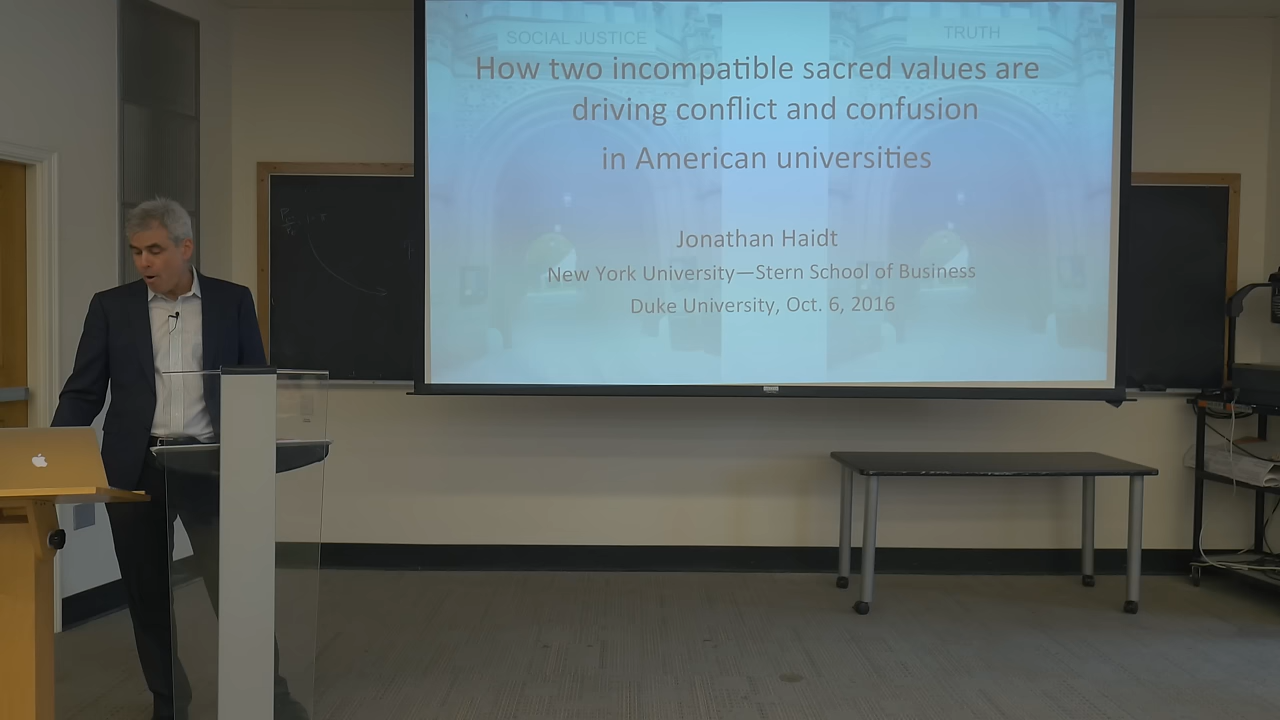 SOCIAL JUSTICE
TRUTH
How two incompatible sacred values are
driving conflict and confusion
in American universities
Jonathan Haidt
New York University—Stern School of Business
Duke University, Oct. 6, 2016